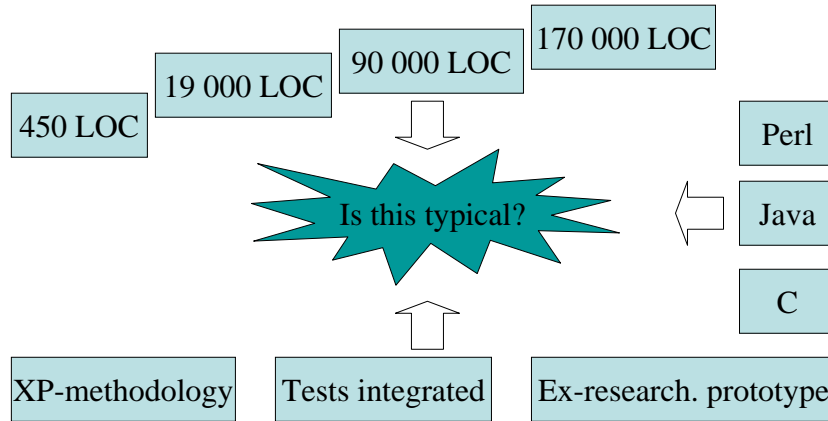 170 000 LOC
90 000 LOC
19 000 LOC
450 LOC
Perl
Is this typical?
Java
C
XP-methodology
Tests integrated
Ex-research. prototype